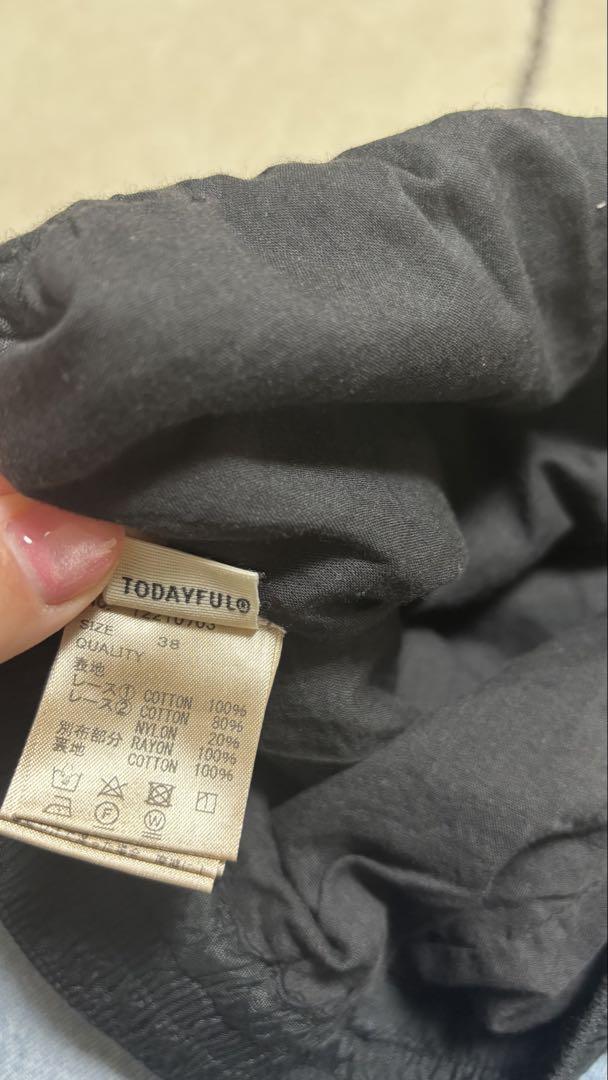 TODAYFUL®
SIZE 38
QUALITY
表地
レース① COTTON 100%
レース② COTTON 80%
NYLON 20%
別布部分 RAYON 100%
裏地 COTTON 100%
F
W